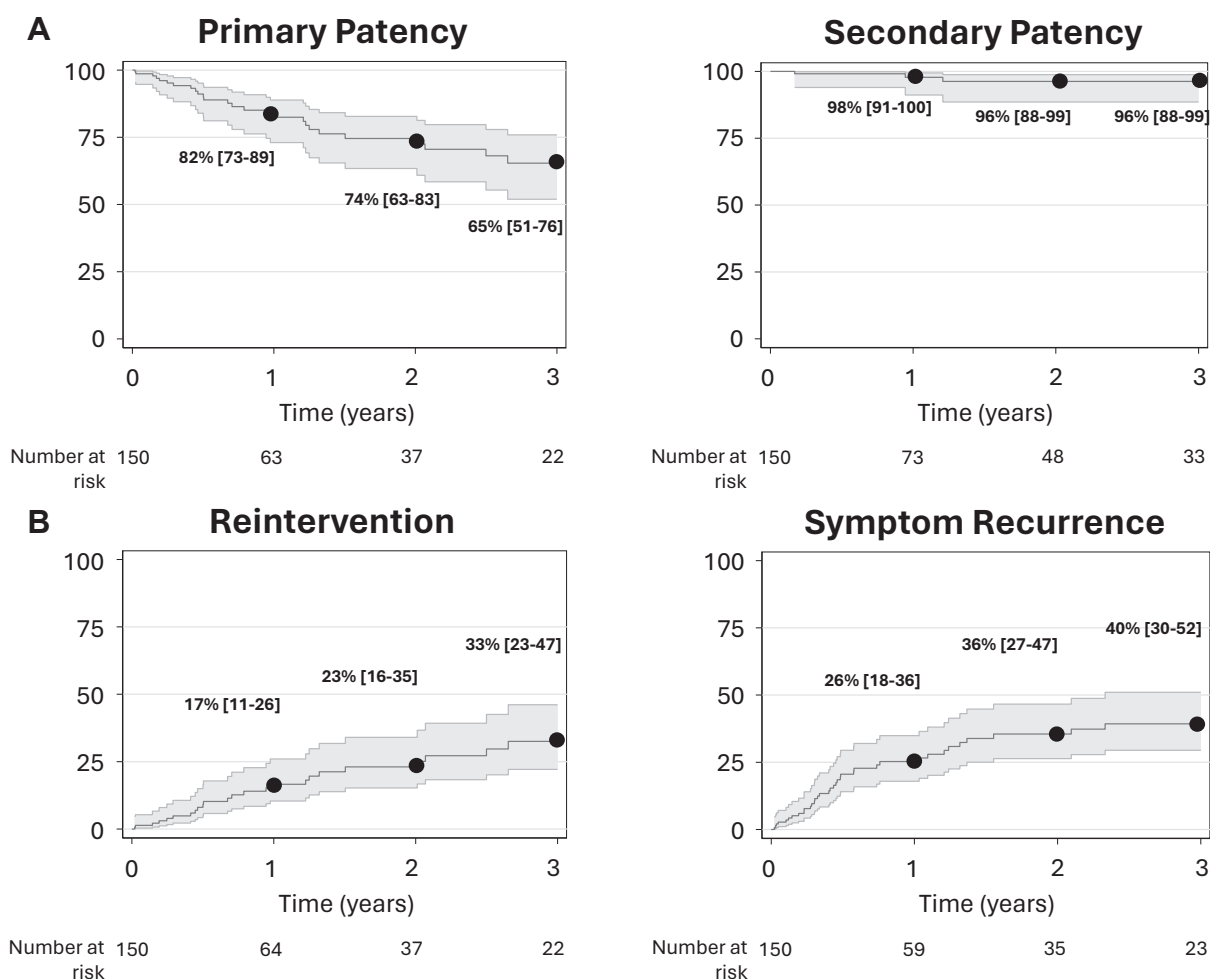 A
Primary Patency
100
75
50
25
0
82% [73-89]
74% [63-83]
65% [51-76]
0 1 2 3
Time (years)
Number at risk 150 63 37 22
Secondary Patency
100
75
50
25
0
98% [91-100]
96% [88-99]
96% [88-99]
0 1 2 3
Time (years)
Number at risk 150 73 48 33
B
Reintervention
100
75
50
25
0
33% [23-47]
23% [16-35]
17% [11-26]
0 1 2 3
Time (years)
Number at risk 150 64 37 22
Symptom Recurrence
100
75
50
25
0
40% [30-52]
36% [27-47]
26% [18-36]
0 1 2 3
Time (years)
Number at risk 150 59 35 23